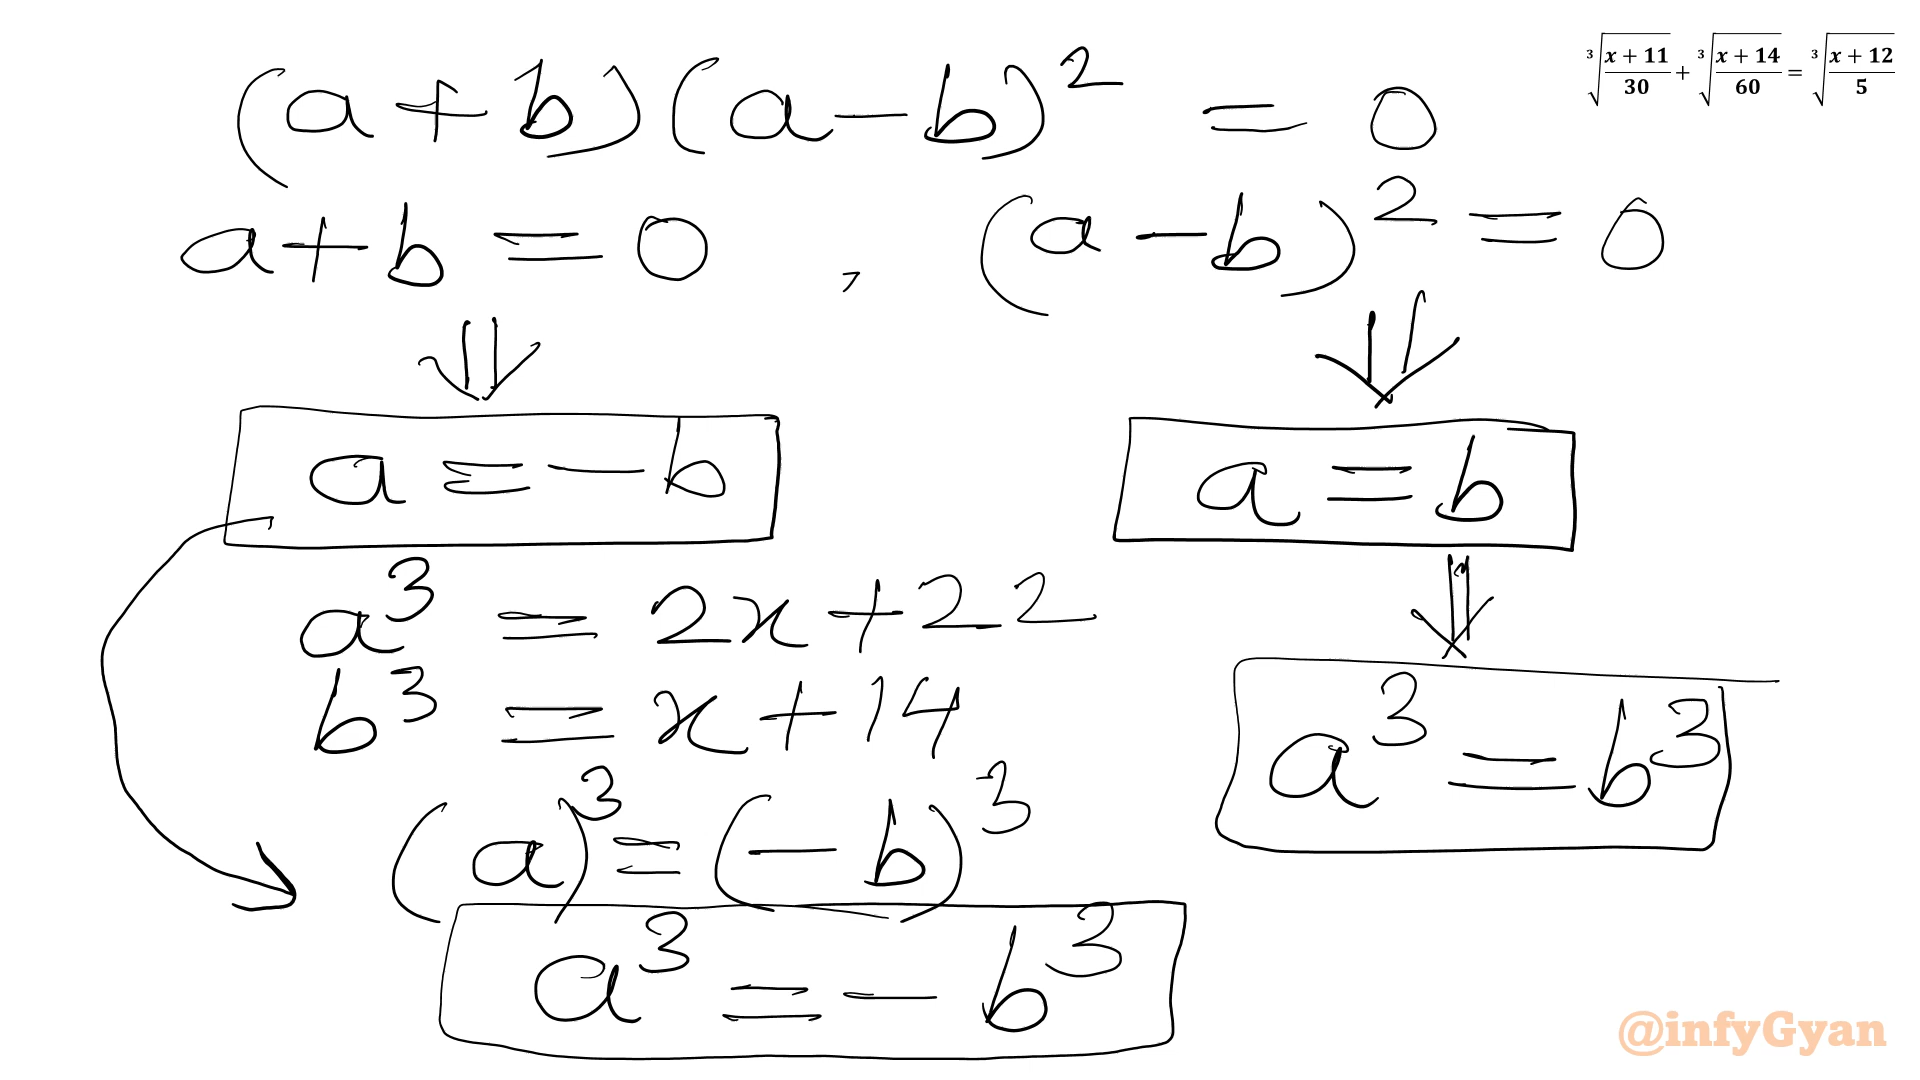 ∛((x + 11)/30) + ∛((x + 14)/60) = ∛((x + 12)/5)
(a+b)(a-b)² = 0
a+b=0 , (a-b)²=0
⇓ ⇓
a = -b a = b
⇓
a³ = 2x+22
b³ = x+14
a³ = b³
(a)³ = (-b)³
a³ = -b³
@infyGyan